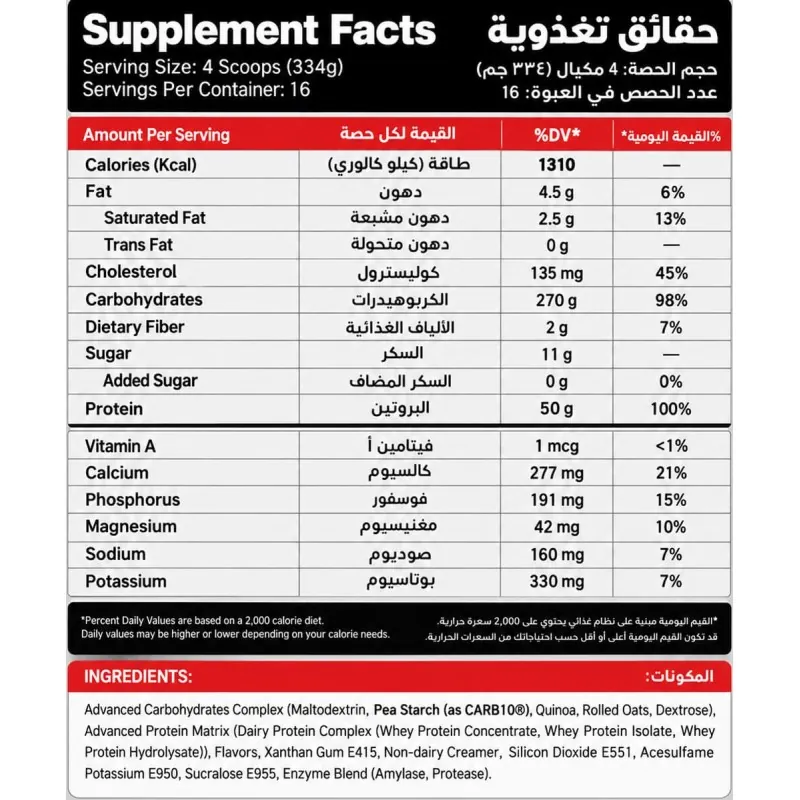 Supplement Facts حقائق تغذوية
Serving Size: 4 Scoops (334g) حجم الحصة: 4 مكيال (٣٣٤ جم)
Servings Per Container: 16 عدد الحصص في العبوة: 16
Amount Per Serving القيمة لكل حصة %DV* %القيمة اليومية*
Calories (Kcal) طاقة (كيلو كالوري) 1310 —
Fat دهون 4.5 g 6%
Saturated Fat دهون مشبعة 2.5 g 13%
Trans Fat دهون متحولة 0 g —
Cholesterol كوليسترول 135 mg 45%
Carbohydrates الكربوهيدرات 270 g 98%
Dietary Fiber الألياف الغذائية 2 g 7%
Sugar السكر 11 g —
Added Sugar السكر المضاف 0 g 0%
Protein البروتين 50 g 100%
Vitamin A فيتامين أ 1 mcg <1%
Calcium كالسيوم 277 mg 21%
Phosphorus فوسفور 191 mg 15%
Magnesium مغنيسيوم 42 mg 10%
Sodium صوديوم 160 mg 7%
Potassium بوتاسيوم 330 mg 7%
*Percent Daily Values are based on a 2,000 calorie diet. *القيم اليومية مبنية على نظام غذائي يحتوي على 2,000 سعرة حرارية.
Daily values may be higher or lower depending on your calorie needs. قد تكون القيم اليومية أعلى أو أقل حسب احتياجاتك من السعرات الحرارية.
INGREDIENTS: المكونات:
Advanced Carbohydrates Complex (Maltodextrin, Pea Starch (as CARB10®), Quinoa, Rolled Oats, Dextrose),
Advanced Protein Matrix (Dairy Protein Complex (Whey Protein Concentrate, Whey Protein Isolate, Whey
Protein Hydrolysate)), Flavors, Xanthan Gum E415, Non-dairy Creamer, Silicon Dioxide E551, Acesulfame
Potassium E950, Sucralose E955, Enzyme Blend (Amylase, Protease).